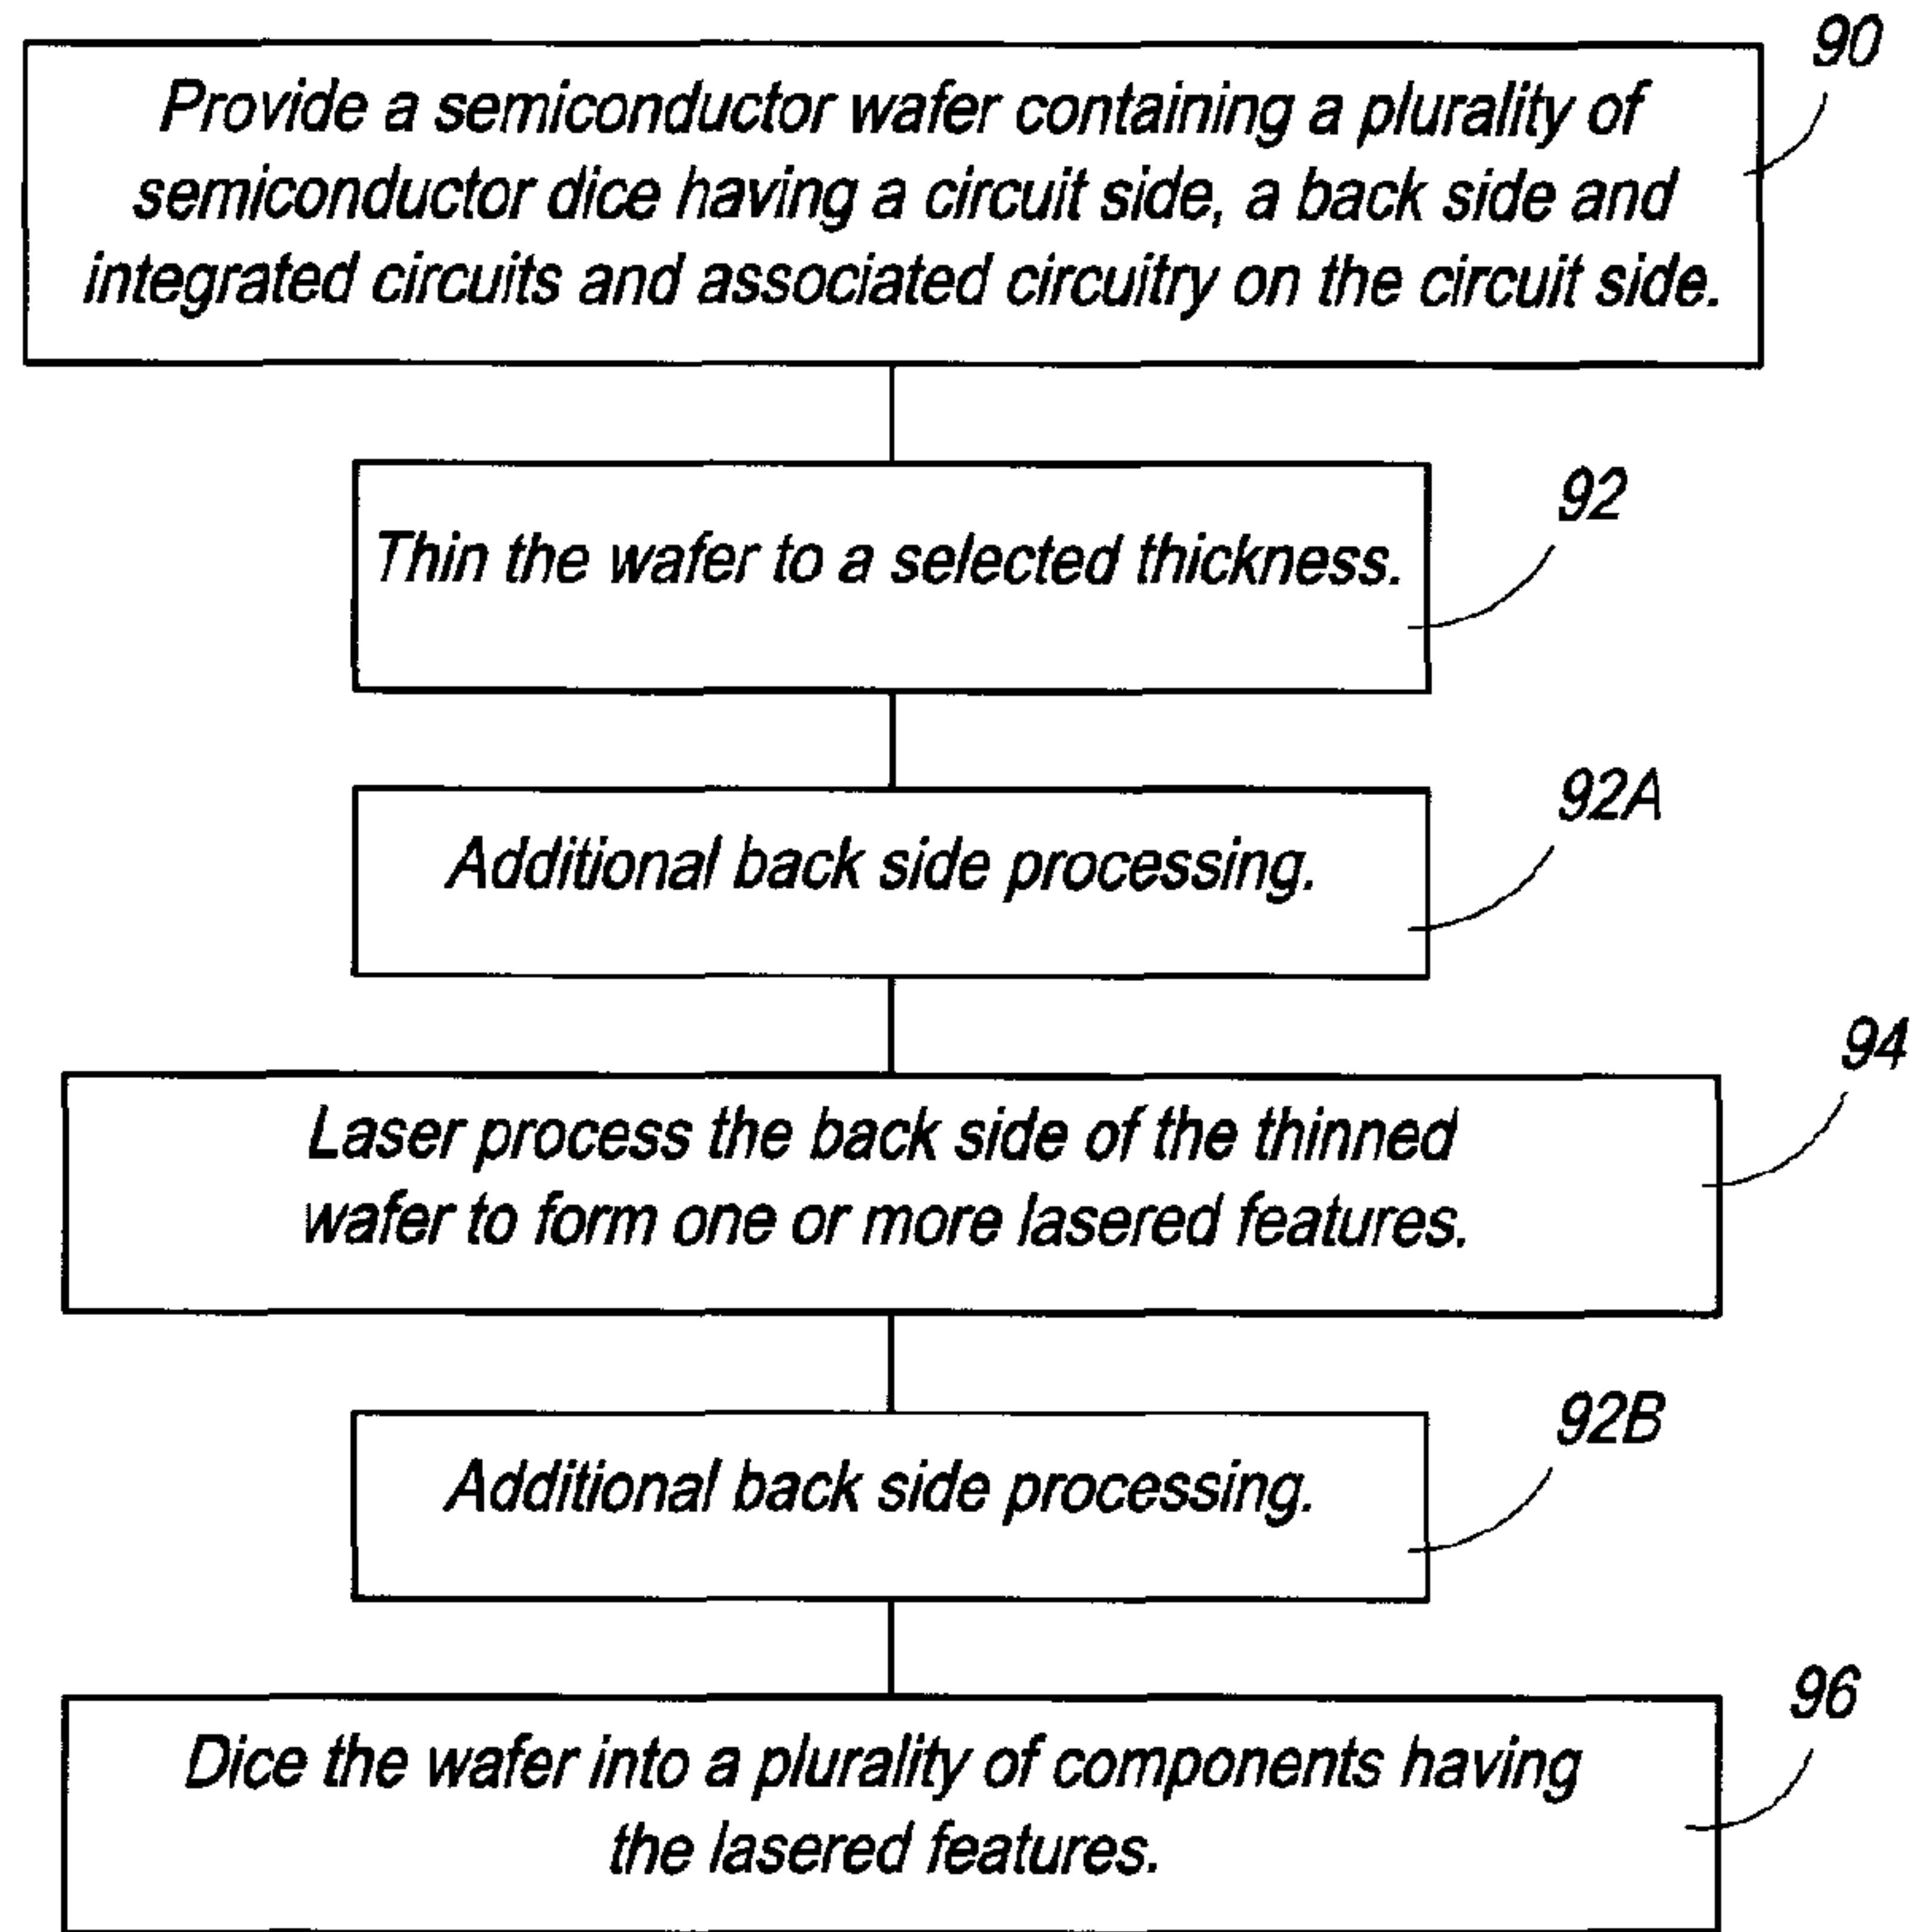 90
Provide a semiconductor wafer containing a plurality of
semiconductor dice having a circuit side, a back side and
integrated circuits and associated circuitry on the circuit side.
92
Thin the wafer to a selected thickness.
92A
Additional back side processing.
94
Laser process the back side of the thinned
wafer to form one or more lasered features.
92B
Additional back side processing.
96
Dice the wafer into a plurality of components having
the lasered features.